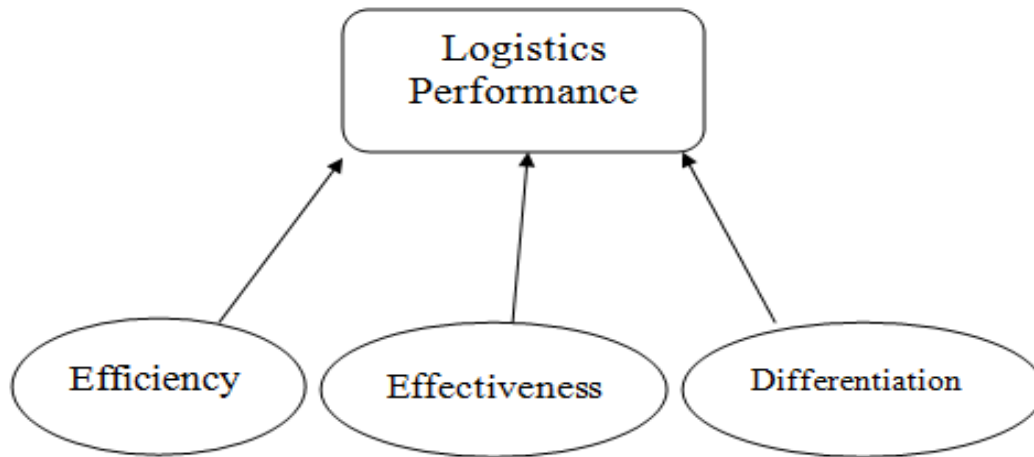 Logistics
Performance
Efficiency
Effectiveness
Differentiation